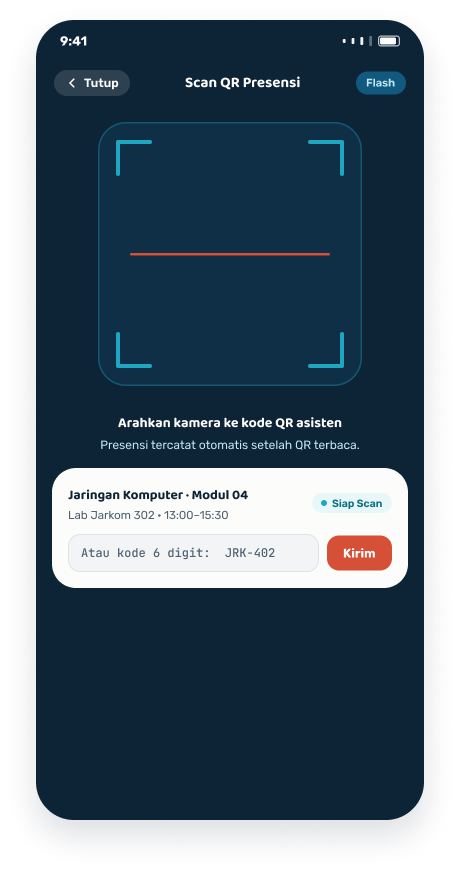 9:41
Tutup
Scan QR Presensi
Flash
Arahkan kamera ke kode QR asisten
Presensi tercatat otomatis setelah QR terbaca.
Jaringan Komputer · Modul 04
Siap Scan
Lab Jarkom 302 • 13:00–15:30
Atau kode 6 digit: JRK-402
Kirim